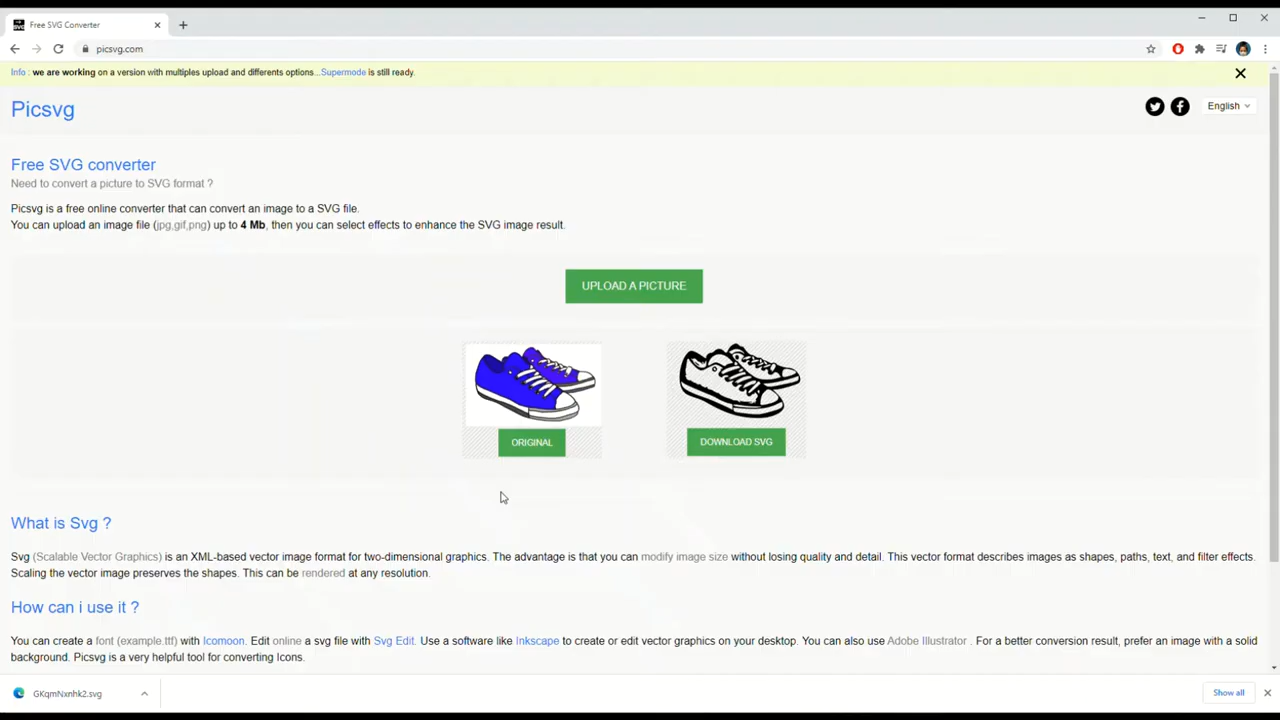 Free SVG Converter
picsvg.com
Info : we are working on a version with multiples upload and differents options...Supermode is still ready.
Picsvg
English
Free SVG converter
Need to convert a picture to SVG format ?
Picsvg is a free online converter that can convert an image to a SVG file.
You can upload an image file (jpg,gif,png) up to 4 Mb, then you can select effects to enhance the SVG image result.
UPLOAD A PICTURE
ORIGINAL
DOWNLOAD SVG
What is Svg ?
Svg (Scalable Vector Graphics) is an XML-based vector image format for two-dimensional graphics. The advantage is that you can modify image size without losing quality and detail. This vector format describes images as shapes, paths, text, and filter effects.
Scaling the vector image preserves the shapes. This can be rendered at any resolution.
How can i use it ?
You can create a font (example.ttf) with Icomoon. Edit online a svg file with Svg Edit. Use a software like Inkscape to create or edit vector graphics on your desktop. You can also use Adobe Illustrator . For a better conversion result, prefer an image with a solid
background. Picsvg is a very helpful tool for converting Icons.
GKqmNxnhk2.svg
Show all